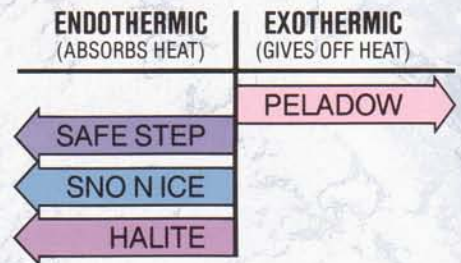 ENDOTHERMIC
(ABSORBS HEAT)
EXOTHERMIC
(GIVES OFF HEAT)
PELADOW
SAFE STEP
SNO N ICE
HALITE